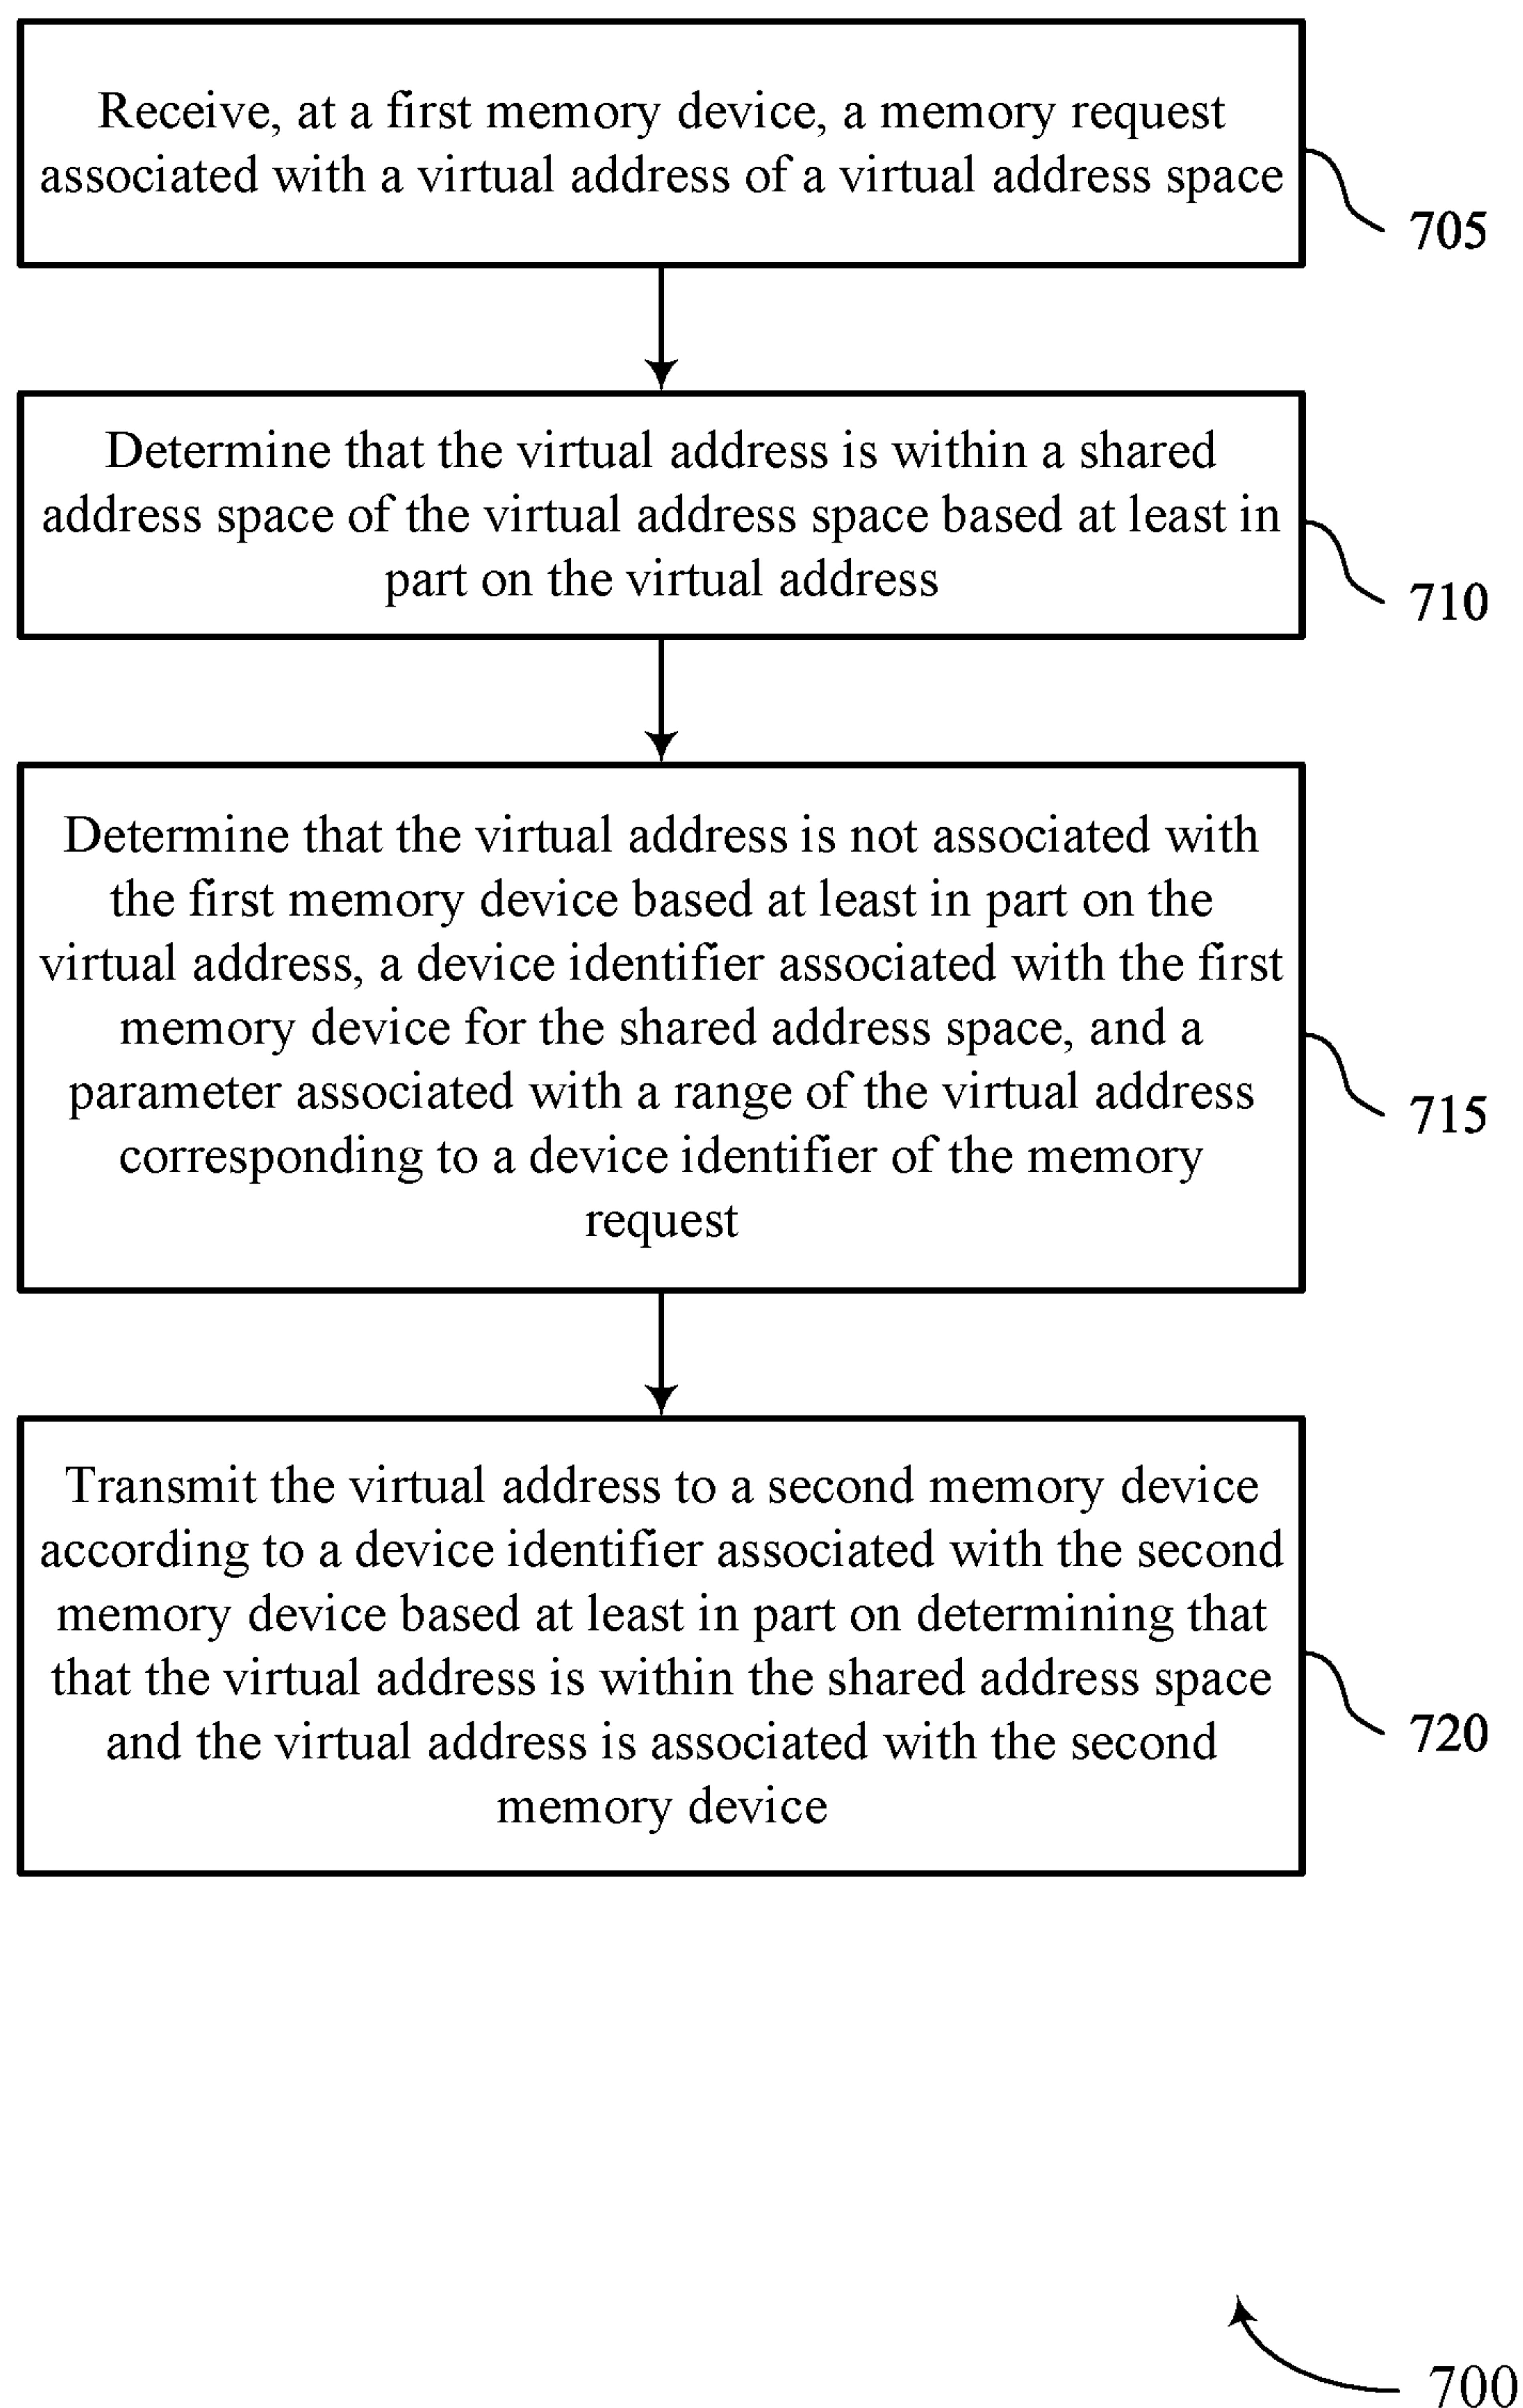 Receive, at a first memory device, a memory request
associated with a virtual address of a virtual address space
705
Determine that the virtual address is within a shared
address space of the virtual address space based at least in
part on the virtual address
710
Determine that the virtual address is not associated with
the first memory device based at least in part on the
virtual address, a device identifier associated with the first
memory device for the shared address space, and a
parameter associated with a range of the virtual address
corresponding to a device identifier of the memory
request
715
Transmit the virtual address to a second memory device
according to a device identifier associated with the second
memory device based at least in part on determining that
that the virtual address is within the shared address space
and the virtual address is associated with the second
memory device
720
700